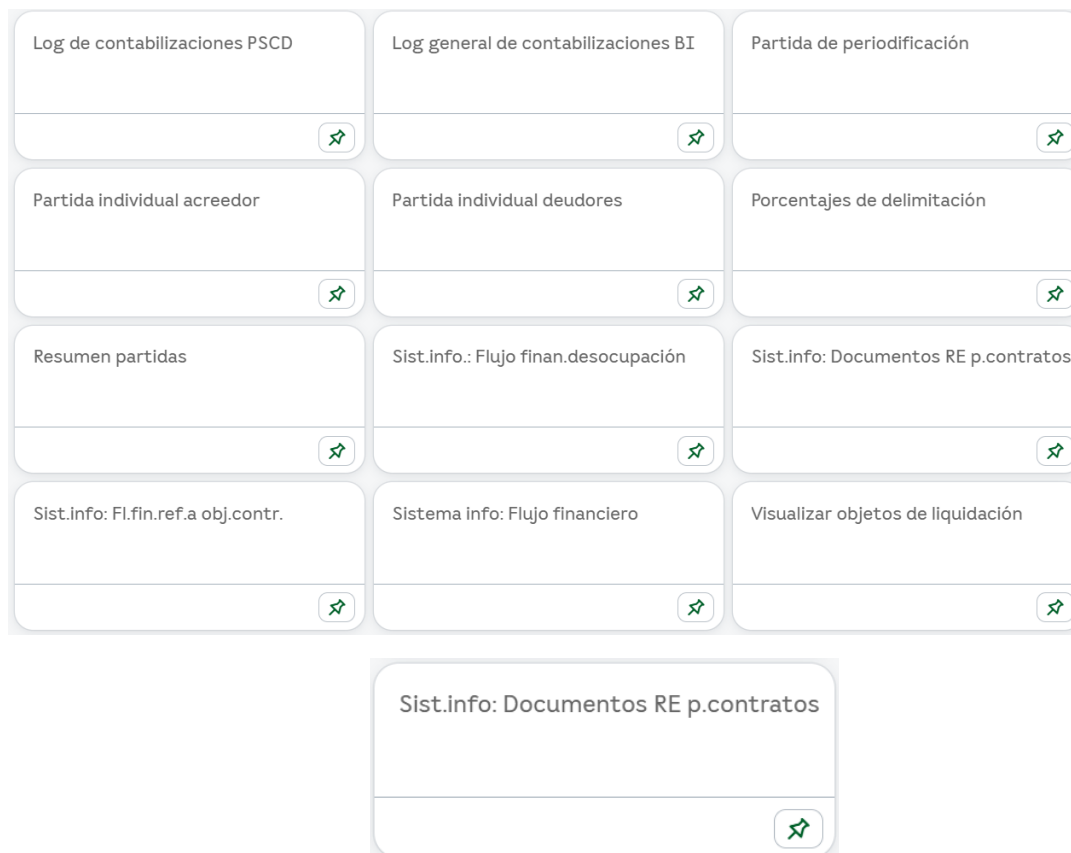 Log de contabilizaciones PSCD
Log general de contabilizaciones BI
Partida de periodificación
Partida individual acreedor
Partida individual deudores
Porcentajes de delimitación
Resumen partidas
Sist.info.: Flujo finan.desocupación
Sist.info: Documentos RE p.contratos
Sist.info: Fl.fin.ref.a obj.contr.
Sistema info: Flujo financiero
Visualizar objetos de liquidación
Sist.info: Documentos RE p.contratos